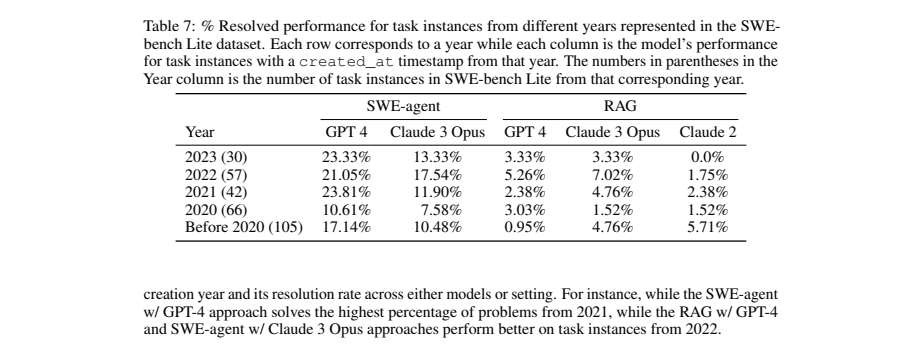 Table 7: % Resolved performance for task instances from different years represented in the SWE-
bench Lite dataset. Each row corresponds to a year while each column is the model's performance
for task instances with a created_at timestamp from that year. The numbers in parentheses in the
Year column is the number of task instances in SWE-bench Lite from that corresponding year.
SWE-agent RAG
Year GPT 4 Claude 3 Opus GPT 4 Claude 3 Opus Claude 2
2023 (30) 23.33% 13.33% 3.33% 3.33% 0.0%
2022 (57) 21.05% 17.54% 5.26% 7.02% 1.75%
2021 (42) 23.81% 11.90% 2.38% 4.76% 2.38%
2020 (66) 10.61% 7.58% 3.03% 1.52% 1.52%
Before 2020 (105) 17.14% 10.48% 0.95% 4.76% 5.71%
creation year and its resolution rate across either models or setting. For instance, while the SWE-agent
w/ GPT-4 approach solves the highest percentage of problems from 2021, while the RAG w/ GPT-4
and SWE-agent w/ Claude 3 Opus approaches perform better on task instances from 2022.